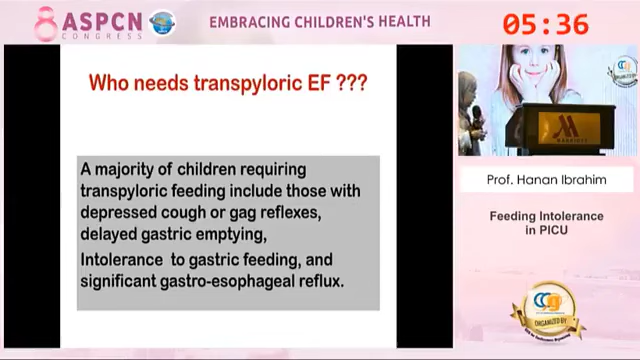 ASPCN
CONGRESS
EMBRACING CHILDREN'S HEALTH
05:36
Who needs transpyloric EF ???
A majority of children requiring
transpyloric feeding include those with
depressed cough or gag reflexes,
delayed gastric emptying,
Intolerance to gastric feeding, and
significant gastro-esophageal reflux.
MARRIOTT
Prof. Hanan Ibrahim
Feeding Intolerance
in PICU
ORGANIZED BY